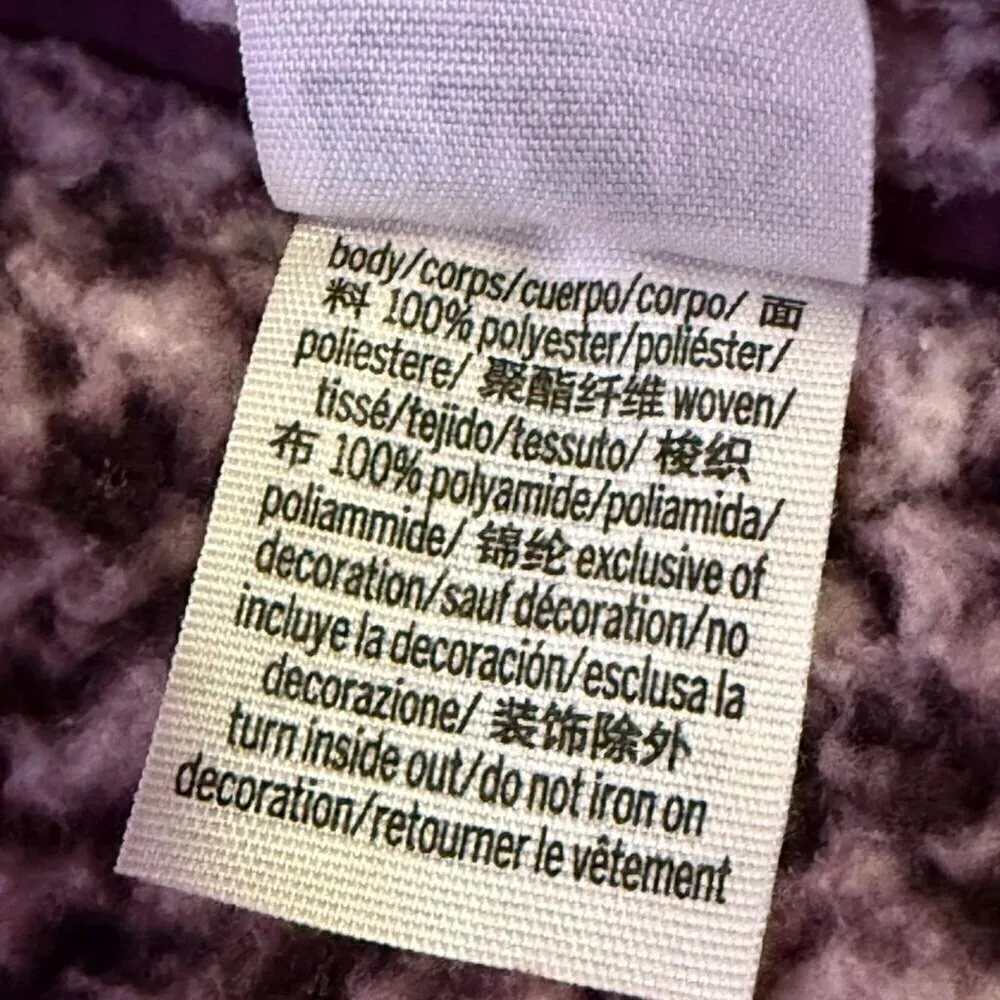 body/corps/cuerpo/corpo/ 面
料 100% polyester/poliéster/
poliestere/ 聚酯纤维 woven/
tissé/tejido/tessuto/ 梭织
布 100% polyamide/poliamida/
poliammide/ 锦纶 exclusive of
decoration/sauf décoration/no
incluye la decoración/esclusa la
decorazione/ 装饰除外
turn inside out/do not iron on
decoration/retourner le vêtement